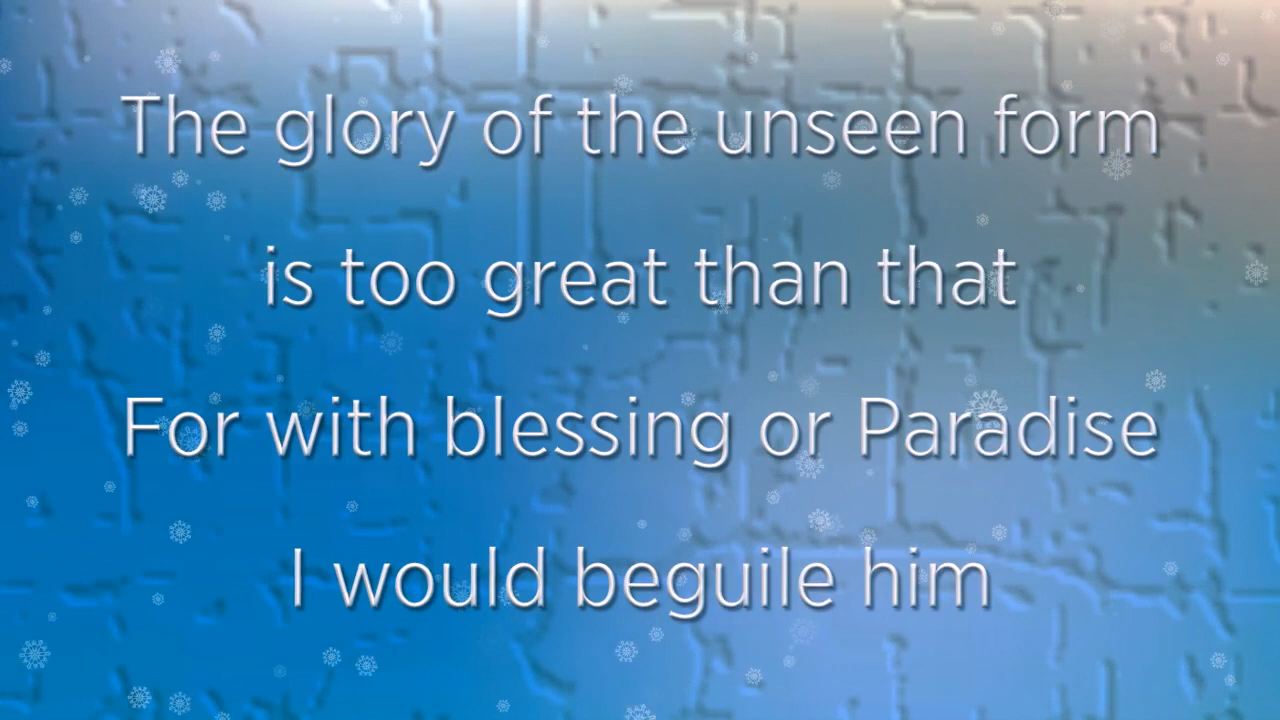 The glory of the unseen form
is too great than that
For with blessing or Paradise
I would beguile him